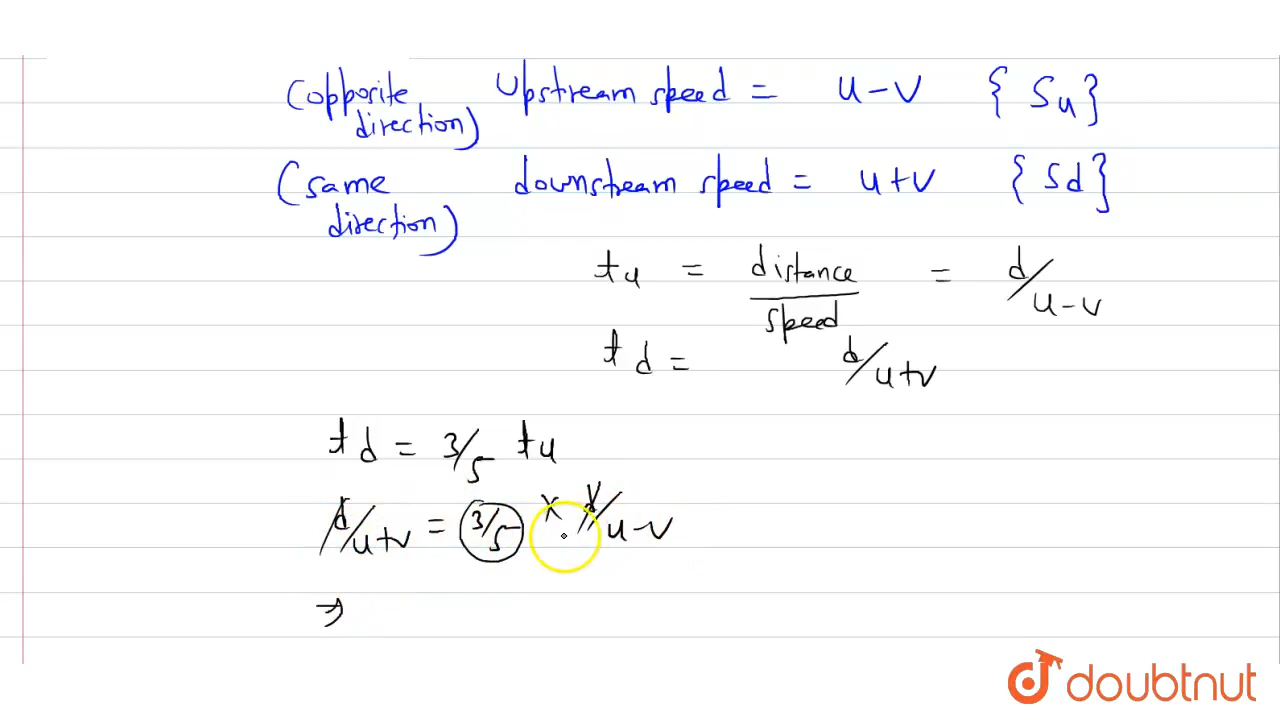 (opposite direction) Upstream speed = u-v { Su }
(same direction) downstream speed = u+v { Sd }
tu = distance/speed = d/u-v
td = d/u+v
td = 3/5 tu
d/u+v = 3/5 × d/u-v
⇒
doubtnut